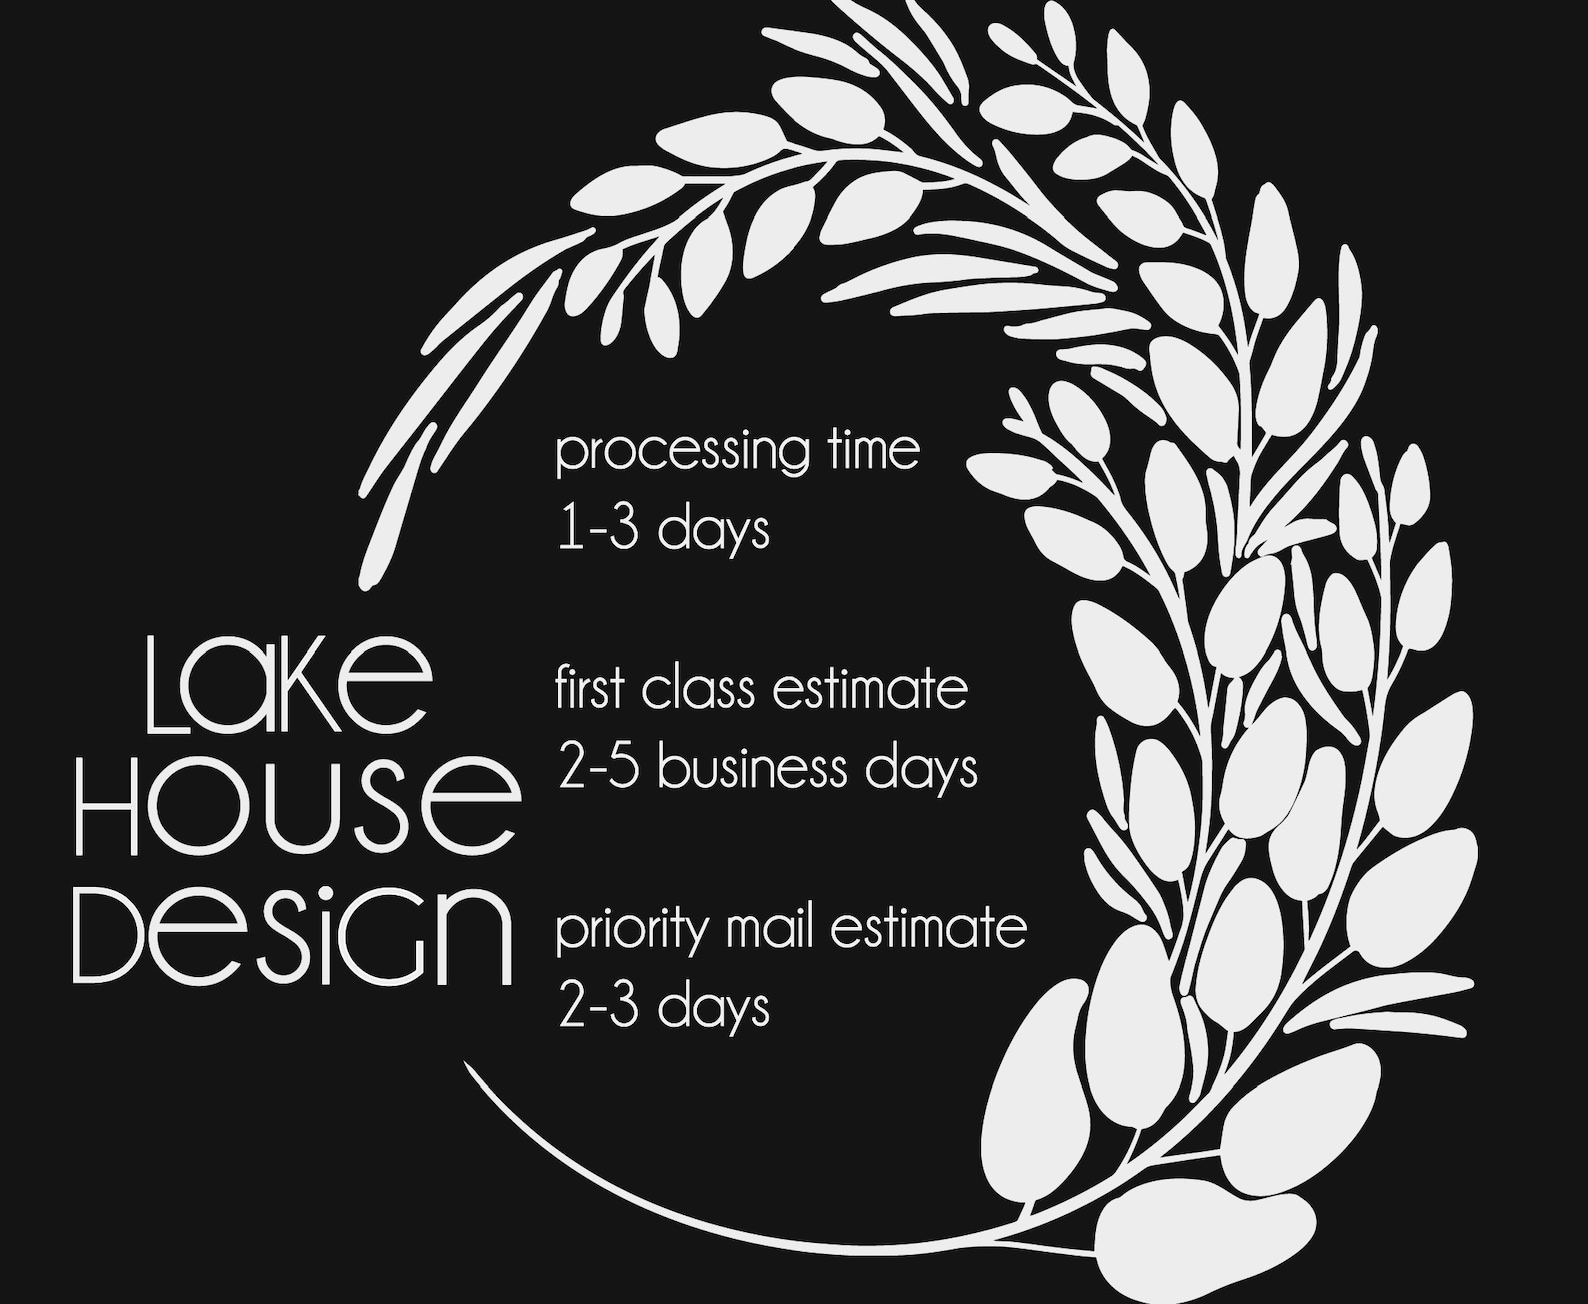 Lake
House
Design
processing time
1-3 days
first class estimate
2-5 business days
priority mail estimate
2-3 days